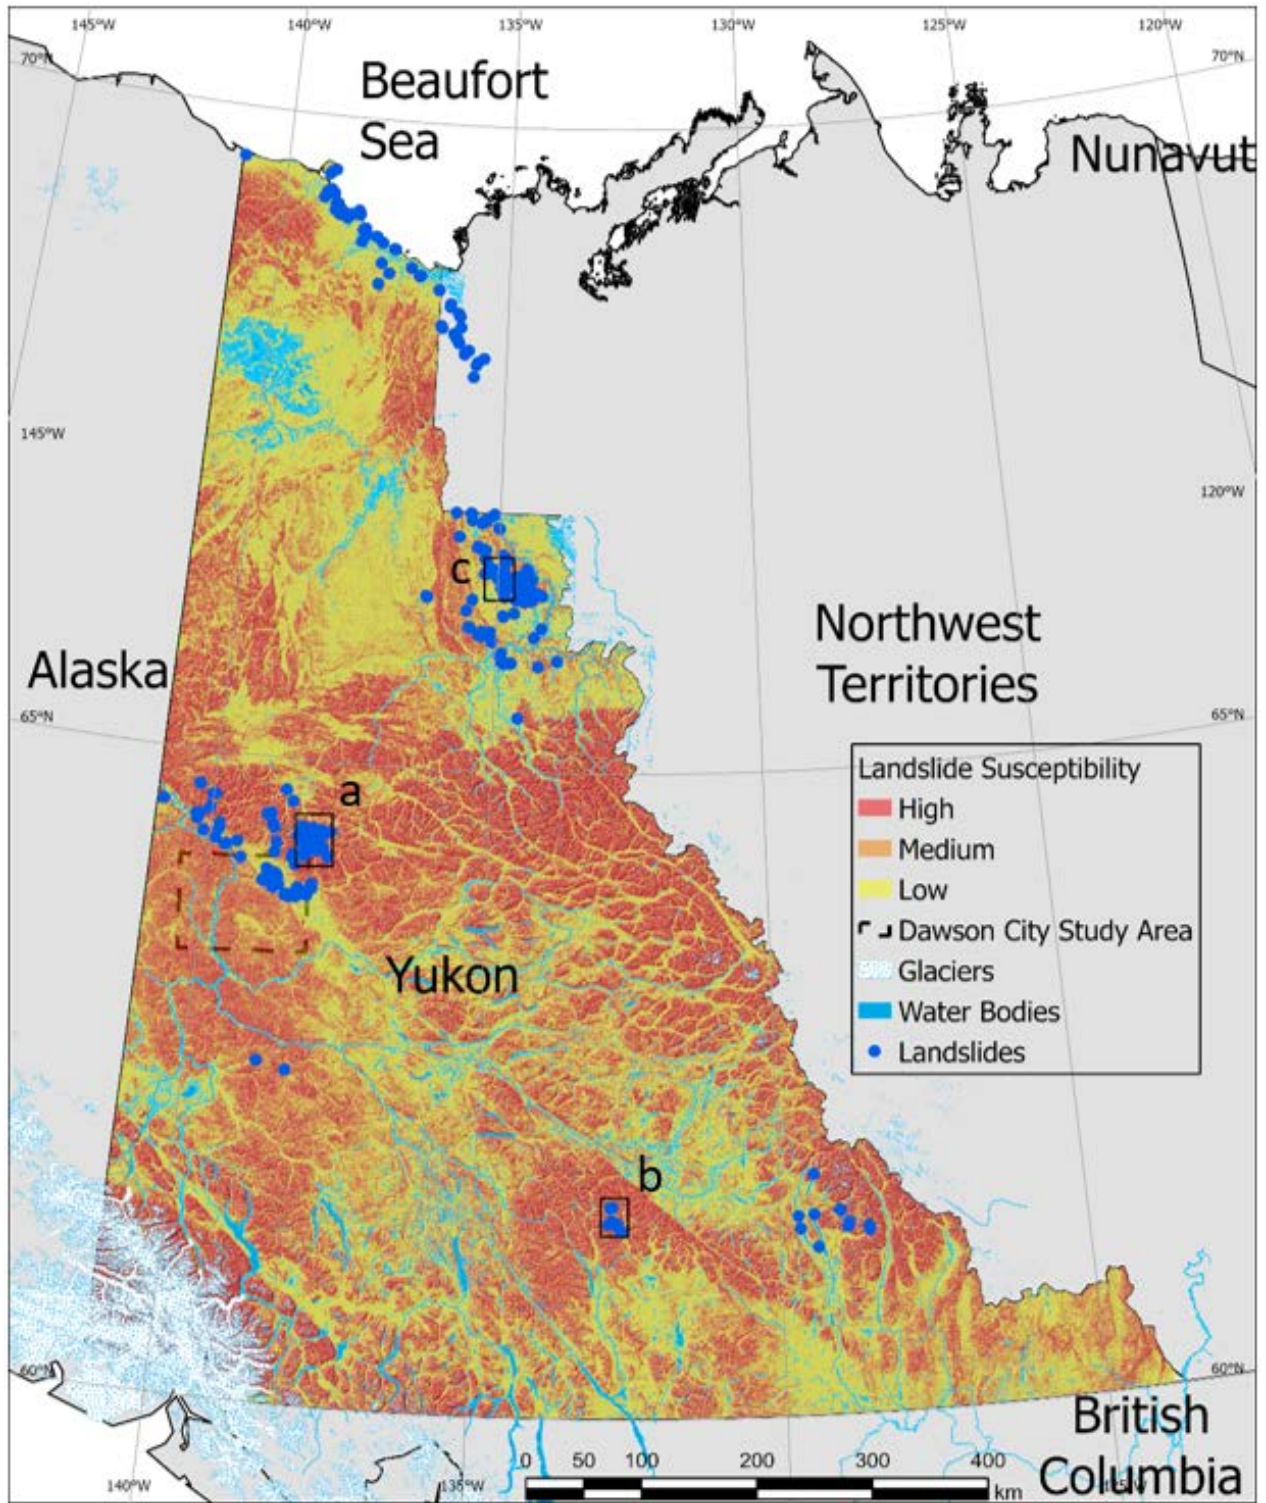 145°W
140°W
135°W
130°W
125°W
120°W
70°N
70°N
Beaufort
Sea
Nunavut
145°W
120°W
c
Northwest
Territories
Alaska
65°N
65°N
Landslide Susceptibility
High
Medium
Low
Dawson City Study Area
Glaciers
Water Bodies
Landslides
a
Yukon
b
60°N
60°N
British
Columbia
0 50 100 200 300 400
km
140°W
135°W